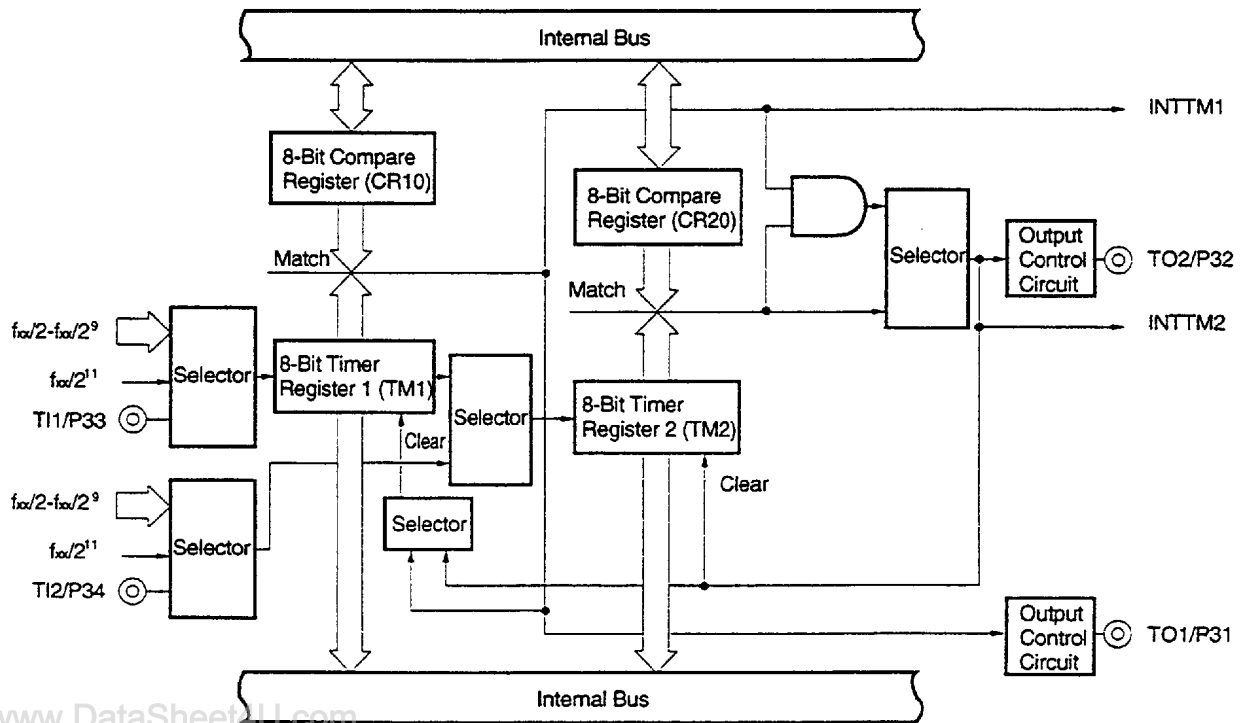 Internal Bus
INTTM1
8-Bit Compare
Register (CR10)
8-Bit Compare
Register (CR20)
Selector
Output
Control
Circuit
TO2/P32
Match
Match
INTTM2
fxx/2-fxx/2⁹
fxx/2¹¹
TI1/P33
Selector
8-Bit Timer
Register 1 (TM1)
Selector
8-Bit Timer
Register 2 (TM2)
Clear
Clear
fxx/2-fxx/2⁹
fxx/2¹¹
TI2/P34
Selector
Selector
Output
Control
Circuit
TO1/P31
Internal Bus
www.DataSheet4U.com